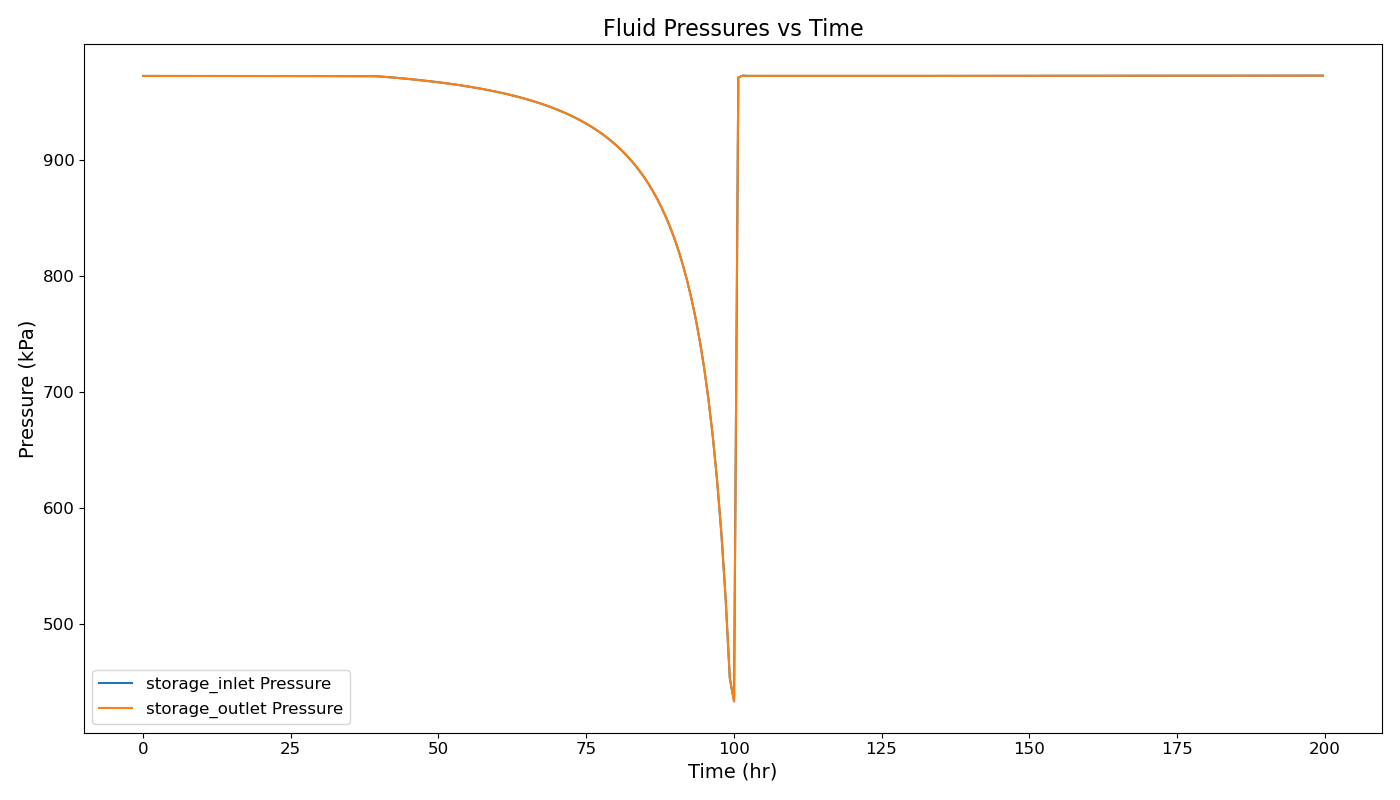 Fluid Pressures vs Time
Pressure (kPa)
900
800
700
600
500
storage_inlet Pressure
storage_outlet Pressure
0 25 50 75 100 125 150 175 200
Time (hr)